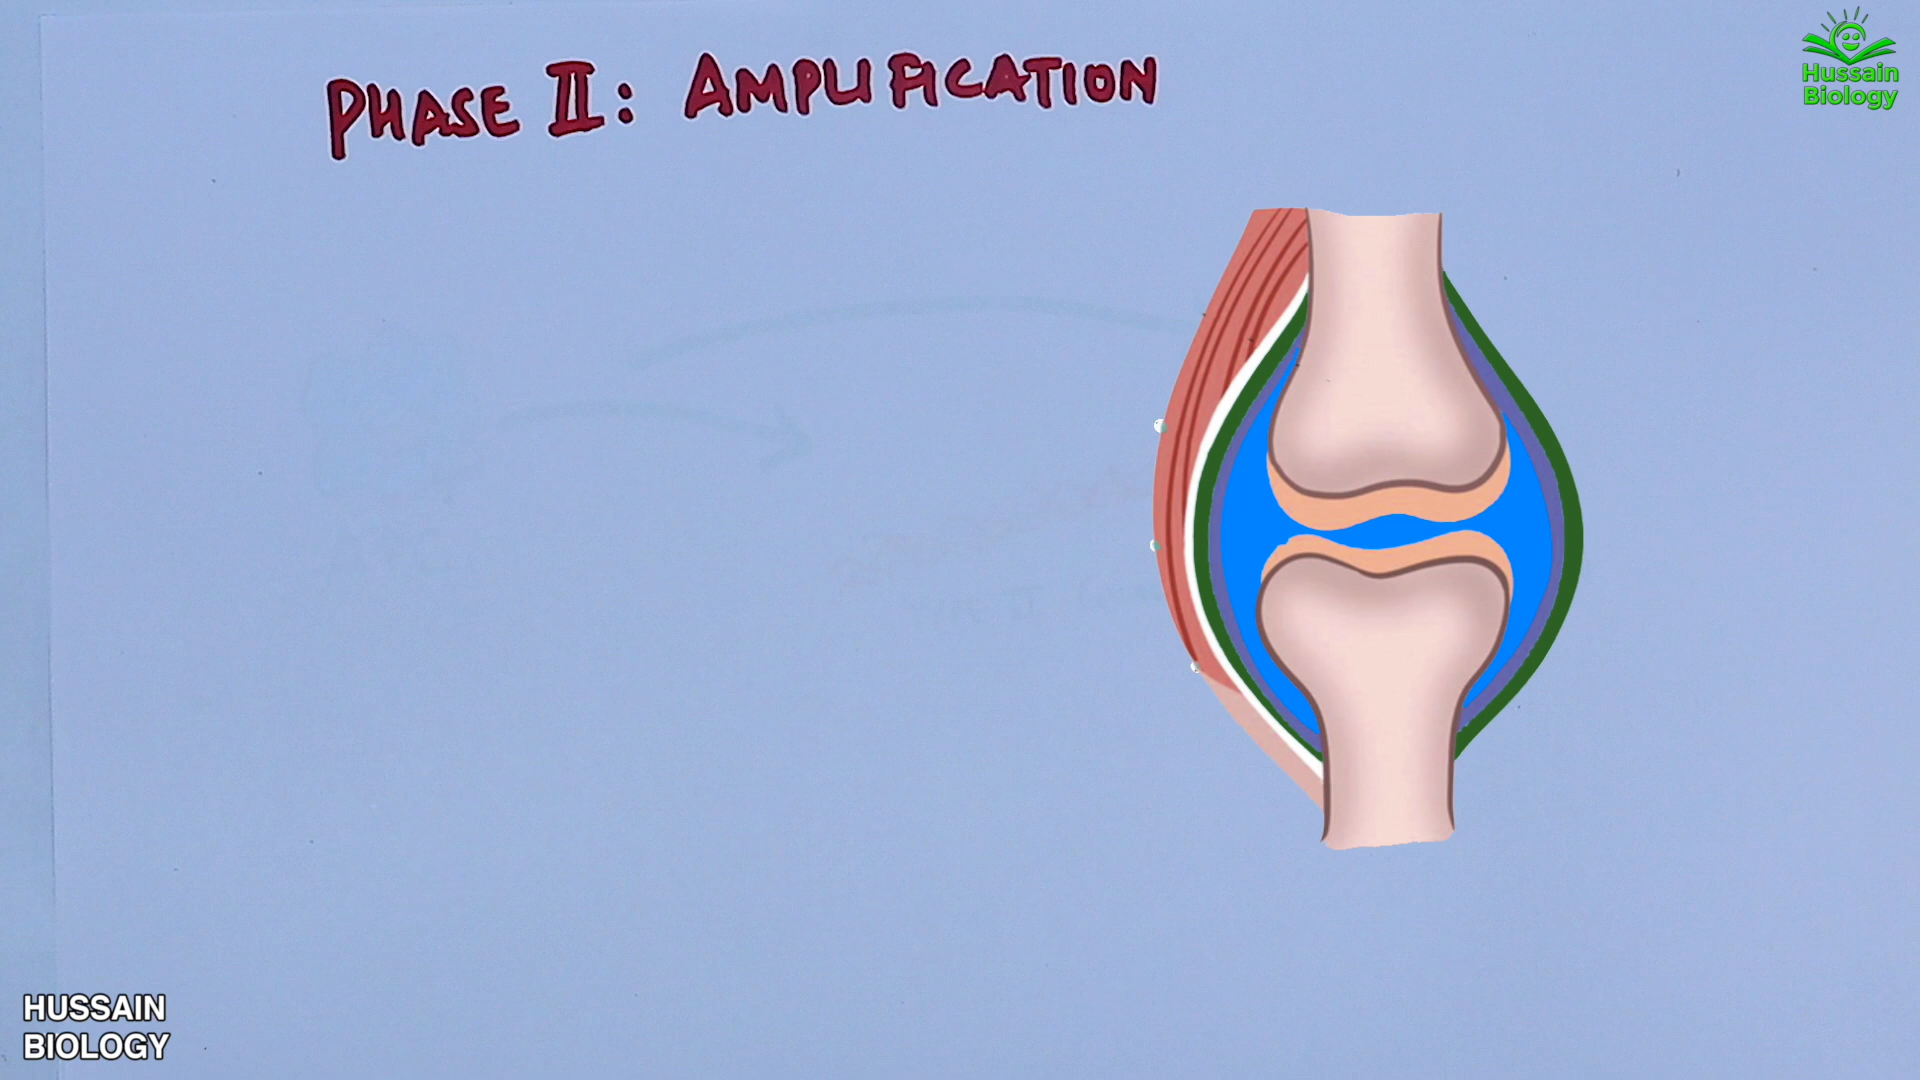 PHASE II: AMPLIFICATION
Hussain
Biology
HUSSAIN
BIOLOGY